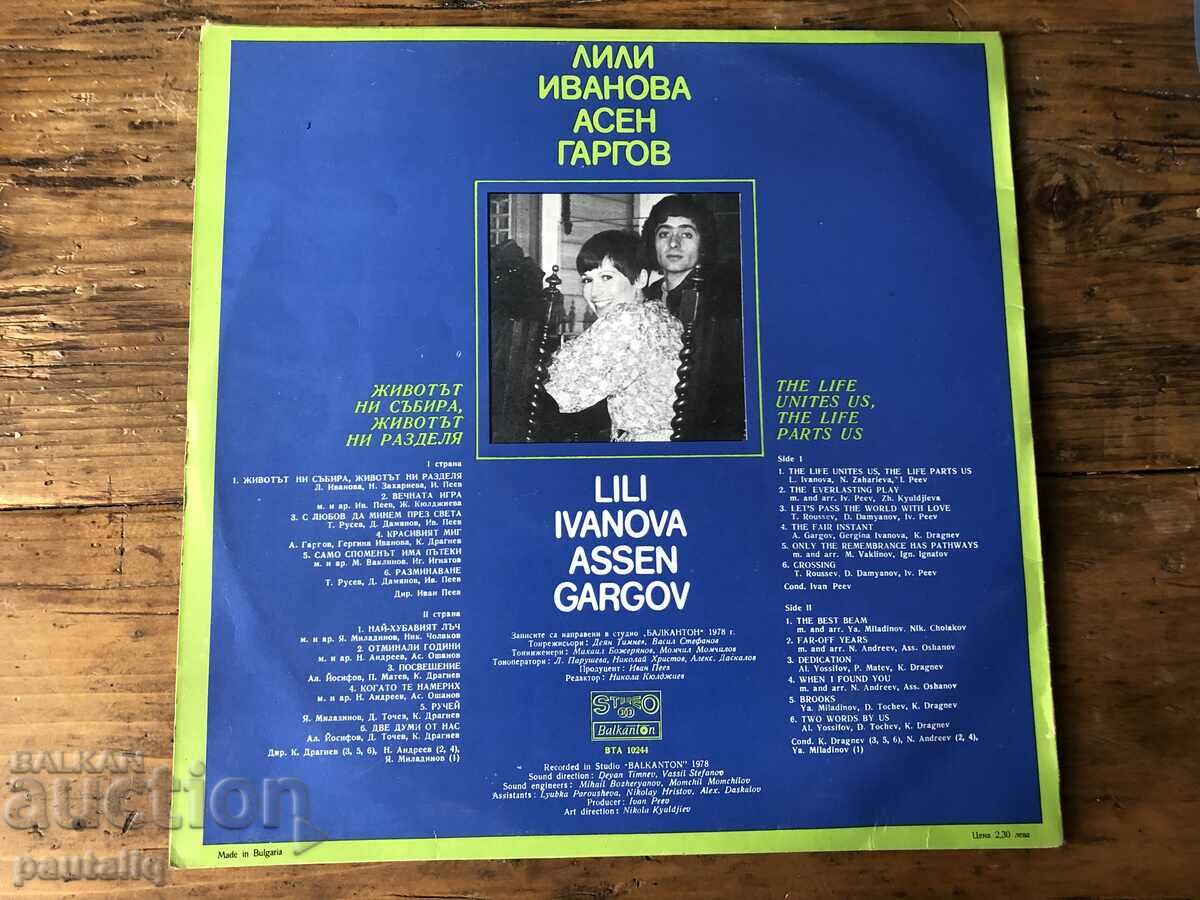 ЛИЛИ
ИВАНОВА
АСЕН
ГАРГОВ
ЖИВОТЪТ
НИ СЪБИРА,
ЖИВОТЪТ
НИ РАЗДЕЛЯ
I страна
1. ЖИВОТЪТ НИ СЪБИРА, ЖИВОТЪТ НИ РАЗДЕЛЯ
Л. Иванова, Н. Захариева, И. Пеев
2. ВЕЧНАТА ИГРА
м. и ар. Ив. Пеев, Ж. Кюлджиева
3. С ЛЮБОВ ДА МИНЕМ ПРЕЗ СВЕТА
Т. Русев, Д. Дамянов, Ив. Пеев
4. КРАСИВИЯТ МИГ
А. Гаргов, Гергина Иванова, К. Драгнев
5. САМО СПОМЕНЪТ ИМА ПЪТЕКИ
м. и ар. М. Ваклинов, Иг. Игнатов
6. РАЗМИНАВАНЕ
Т. Русев, Д. Дамянов, Ив. Пеев
Дир. Иван Пеев
II страна
1. НАЙ-ХУБАВИЯТ ЛЪЧ
м. и ар. Я. Миладинов, Ник. Чолаков
2. ОТМИНАЛИ ГОДИНИ
м. и ар. Н. Андреев, Ас. Ошанов
3. ПОСВЕЩЕНИЕ
Ал. Йосифов, П. Матев, К. Драгнев
4. КОГАТО ТЕ НАМЕРИХ
м. и ар. Н. Андреев, Ас. Ошанов
5. РУЧЕЙ
Я. Миладинов, Д. Точев, К. Драгнев
6. ДВЕ ДУМИ ОТ НАС
Ал. Йосифов, Д. Точев, К. Драгнев
Дир. К. Драгнев (3, 5, 6), Н. Андреев (2, 4),
Я. Миладинов (1)
LILI
IVANOVA
ASSEN
GARGOV
Записите са направени в студио „БАЛКАНТОН" 1978 г.
Тонрежисьори: Деян Тимнев, Васил Стефанов
Тонинженери: Михаил Божерянов, Момчил Момчилов
Тоноператори: Л. Парушева, Николай Христов, Алекс. Даскалов
Продуцент: Иван Пеев
Редактор: Никола Кюлджиев
STEREO
33
Balkanton
ВТА 10244
Recorded in Studio "BALKANTON" 1978
Sound direction: Deyan Timnev, Vassil Stefanov
Sound engineers: Mihail Bozheryanov, Momchil Momchilov
Assistants: Lyubka Parousheva, Nikolay Hristov, Alex. Daskalov
Producer: Ivan Peev
Art direction: Nikola Kyuldjiev
THE LIFE
UNITES US,
THE LIFE
PARTS US
Side I
1. THE LIFE UNITES US, THE LIFE PARTS US
L. Ivanova, N. Zaharieva, I. Peev
2. THE EVERLASTING PLAY
m. and arr. Iv. Peev, Zh. Kyuldjieva
3. LET'S PASS THE WORLD WITH LOVE
T. Roussev, D. Damyanov, Iv. Peev
4. THE FAIR INSTANT
A. Gargov, Gergina Ivanova, K. Dragnev
5. ONLY THE REMEMBRANCE HAS PATHWAYS
m. and arr. M. Vaklinov, Ign. Ignatov
6. CROSSING
T. Roussev, D. Damyanov, Iv. Peev
Cond. Ivan Peev
Side II
1. THE BEST BEAM
m. and arr. Ya. Miladinov. Nik. Cholakov
2. FAR-OFF YEARS
m. and arr. N. Andreev, Ass. Oshanov
3. DEDICATION
Al. Yossifov, P. Matev, K. Dragnev
4. WHEN I FOUND YOU
m. and arr. N. Andreev, Ass. Oshanov
5. BROOKS
Ya. Miladinov, D. Tochev, K. Dragnev
6. TWO WORDS BY US
Al. Yossifov, D. Tochev, K. Dragnev
Cond. K. Dragnev (3, 5, 6), N. Andreev (2, 4),
Ya. Miladinov (1)
Made in Bulgaria
Цена 2,30 лева
BALKAN
auction
pautaliq